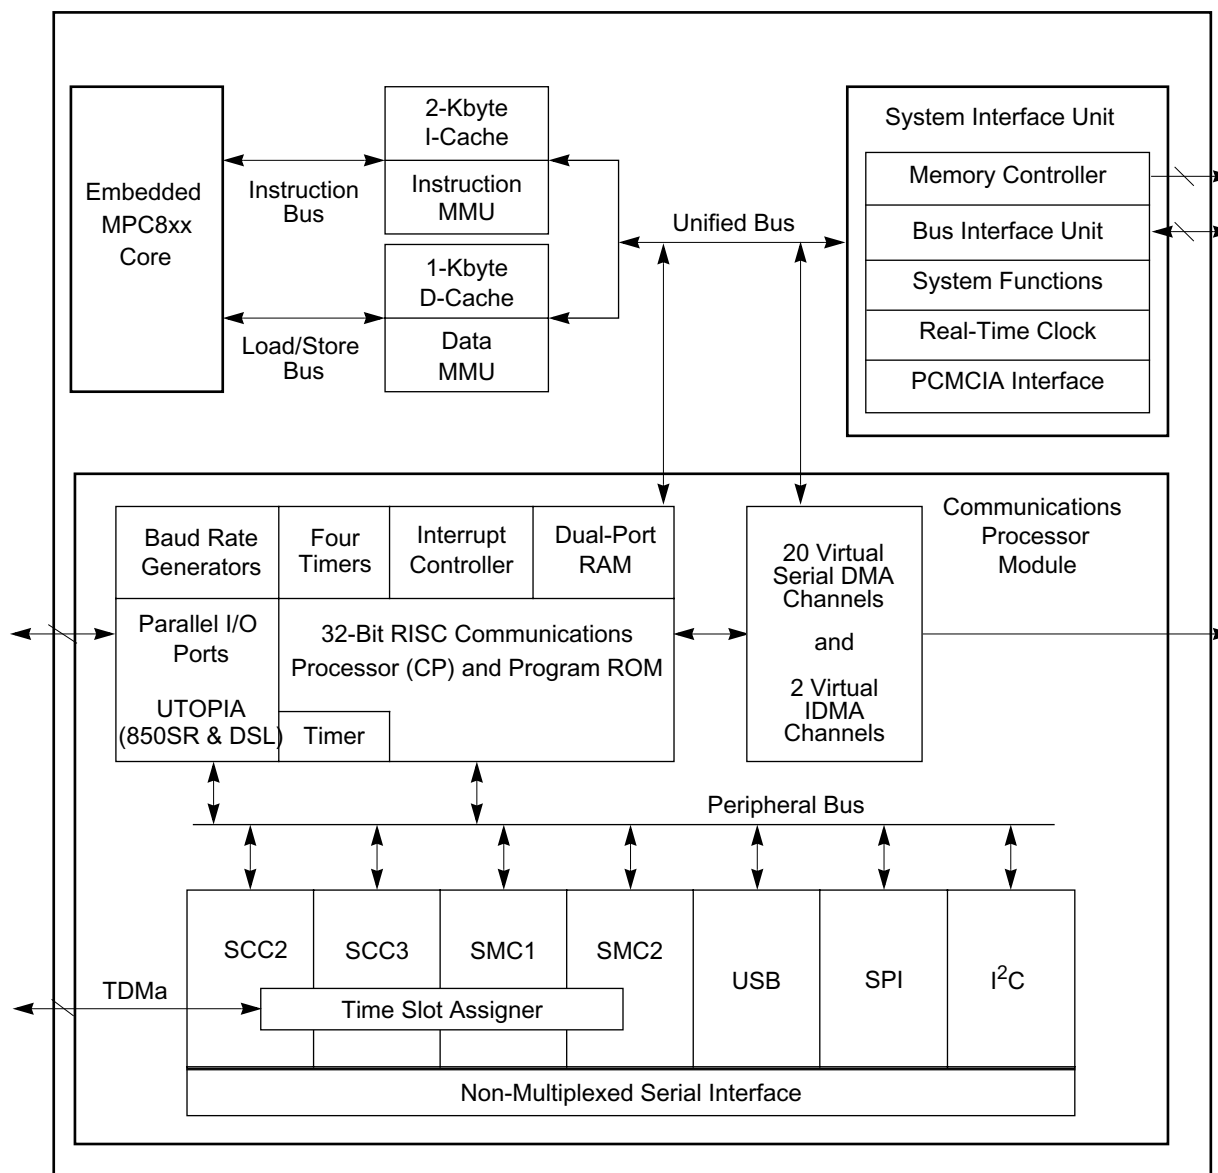 2-Kbyte
I-Cache
Instruction
MMU
Embedded
MPC8xx
Core
Instruction
Bus
1-Kbyte
D-Cache
Data
MMU
Load/Store
Bus
Unified Bus
System Interface Unit
Memory Controller
Bus Interface Unit
System Functions
Real-Time Clock
PCMCIA Interface
Communications
Processor
Module
Baud Rate
Generators
Four
Timers
Interrupt
Controller
Dual-Port
RAM
Parallel I/O
Ports
UTOPIA
(850SR & DSL)
32-Bit RISC Communications
Processor (CP) and Program ROM
Timer
20 Virtual
Serial DMA
Channels
and
2 Virtual
IDMA
Channels
Peripheral Bus
SCC2
SCC3
SMC1
SMC2
USB
SPI
I²C
TDMa
Time Slot Assigner
Non-Multiplexed Serial Interface